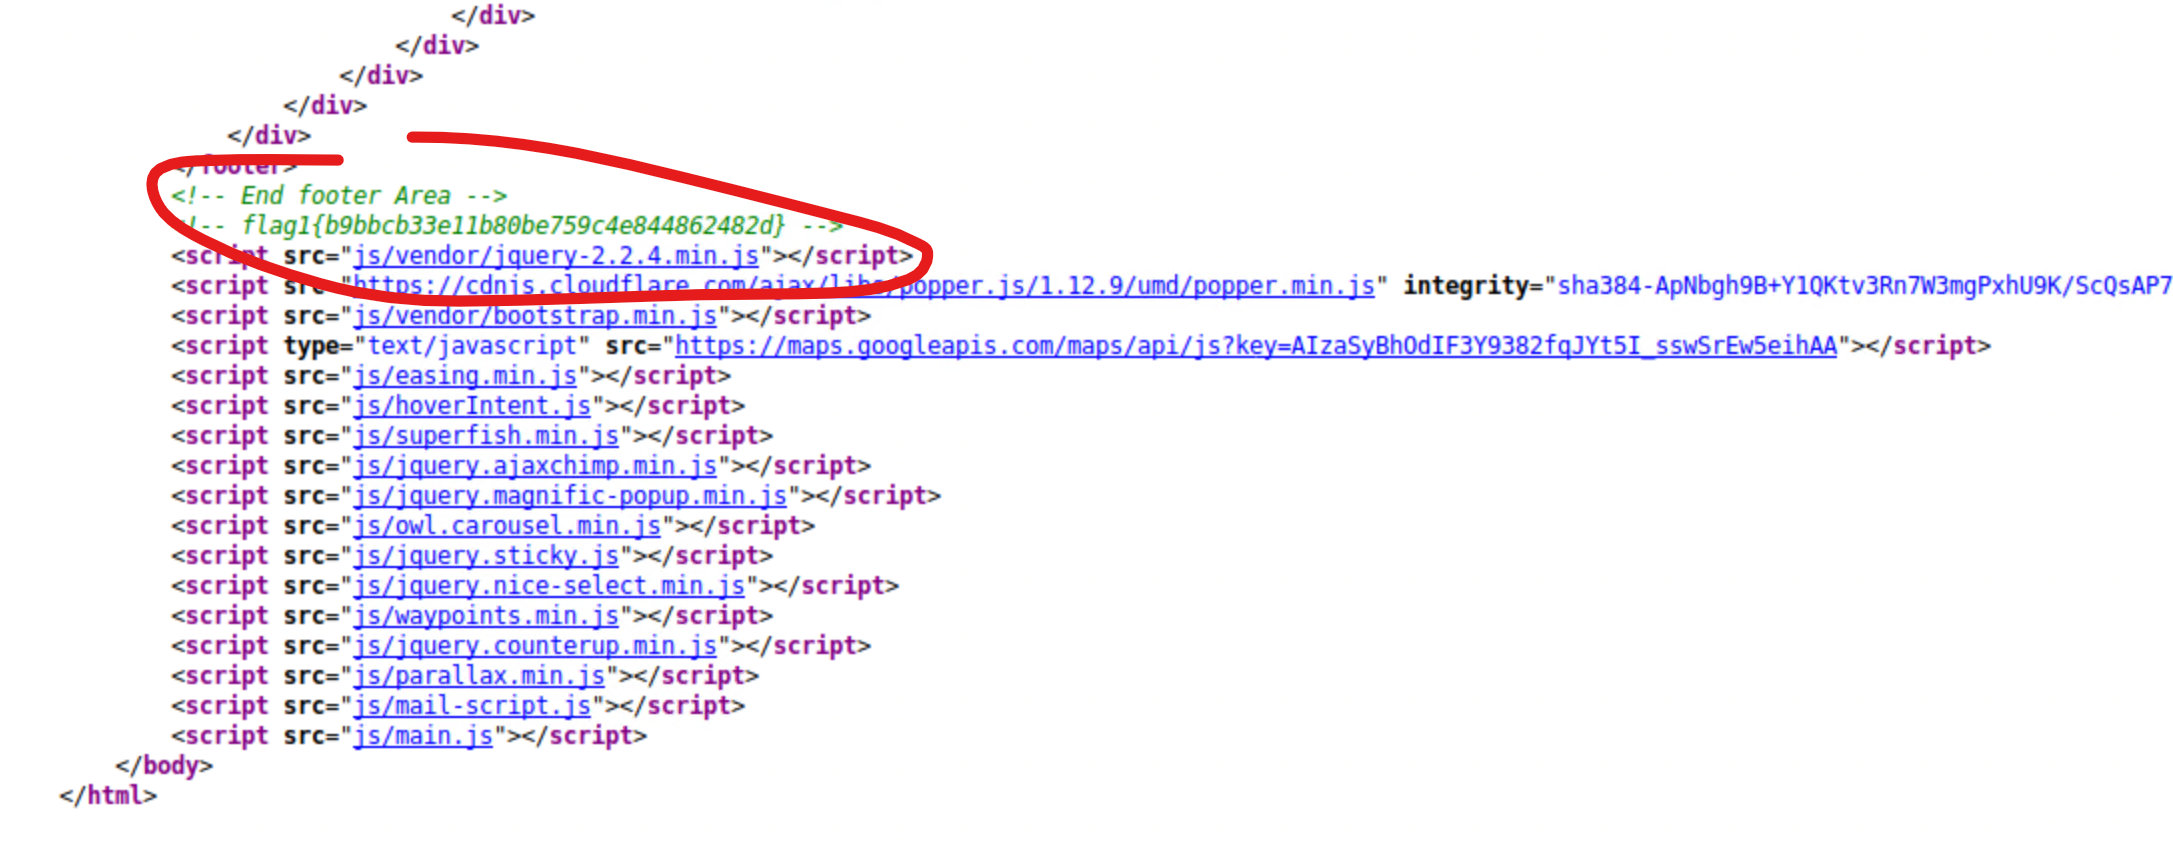 </div>
</div>
</div>
</div>
</div>
</footer>
<!-- End footer Area -->
<!-- flag1{b9bbcb33e11b80be759c4e844862482d} -->
<script src="js/vendor/jquery-2.2.4.min.js"></script>
<script src="https://cdnjs.cloudflare.com/ajax/libs/popper.js/1.12.9/umd/popper.min.js" integrity="sha384-ApNbgh9B+Y1QKtv3Rn7W3mgPxhU9K/ScQsAP7
<script src="js/vendor/bootstrap.min.js"></script>
<script type="text/javascript" src="https://maps.googleapis.com/maps/api/js?key=AIzaSyBhOdIF3Y9382fqJYt5I_sswSrEw5eihAA"></script>
<script src="js/easing.min.js"></script>
<script src="js/hoverIntent.js"></script>
<script src="js/superfish.min.js"></script>
<script src="js/jquery.ajaxchimp.min.js"></script>
<script src="js/jquery.magnific-popup.min.js"></script>
<script src="js/owl.carousel.min.js"></script>
<script src="js/jquery.sticky.js"></script>
<script src="js/jquery.nice-select.min.js"></script>
<script src="js/waypoints.min.js"></script>
<script src="js/jquery.counterup.min.js"></script>
<script src="js/parallax.min.js"></script>
<script src="js/mail-script.js"></script>
<script src="js/main.js"></script>
</body>
</html>